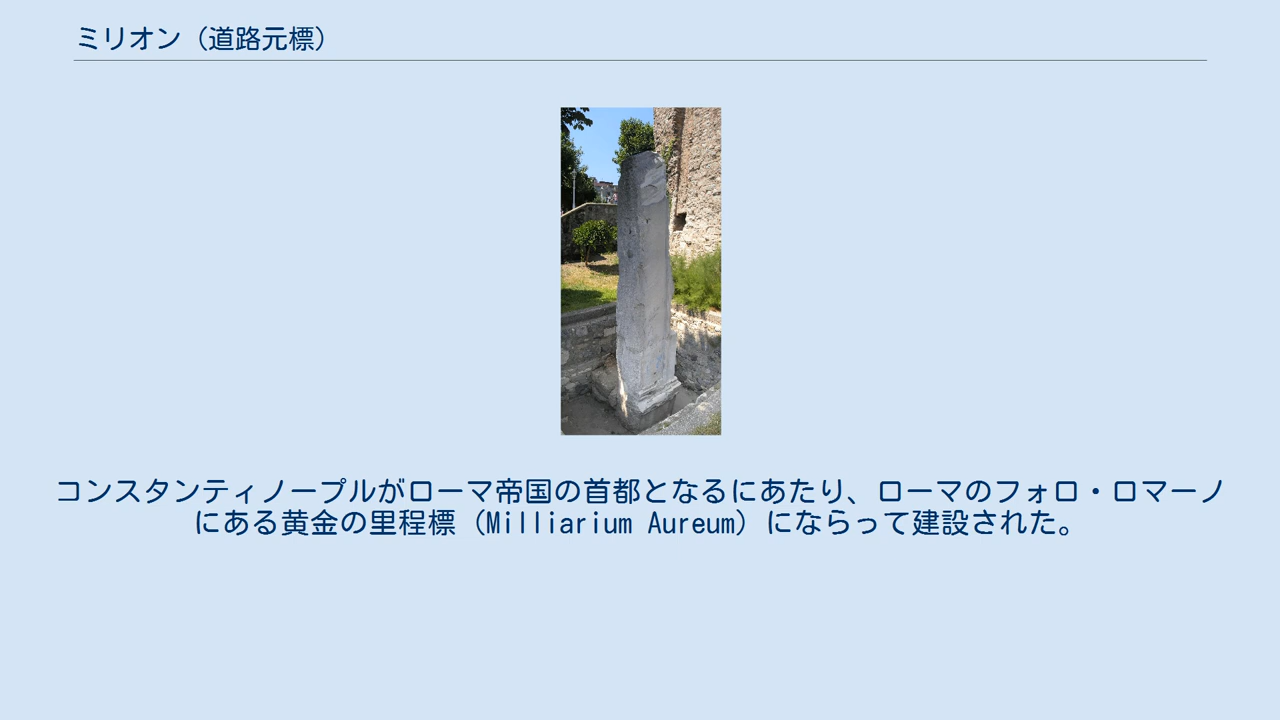 ミリオン（道路元標）
コンスタンティノープルがローマ帝国の首都となるにあたり、ローマのフォロ・ロマーノ
にある黄金の里程標（Milliarium Aureum）にならって建設された。